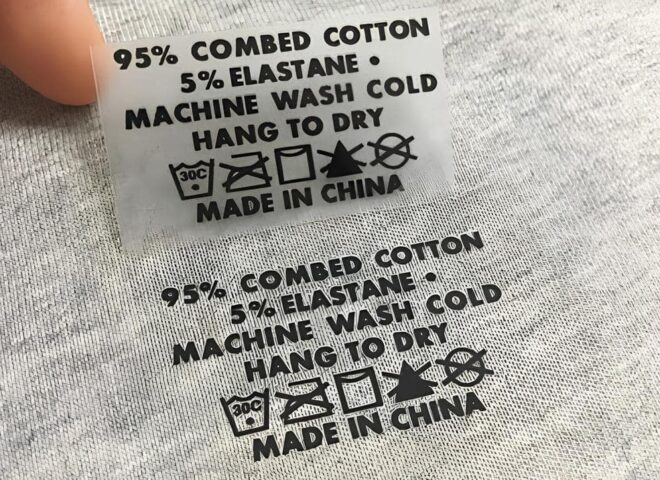 95% COMBED COTTON
5% ELASTANE •
MACHINE WASH COLD
HANG TO DRY
30C
MADE IN CHINA
95% COMBED COTTON
5% ELASTANE •
MACHINE WASH COLD
HANG TO DRY
30C
MADE IN CHINA